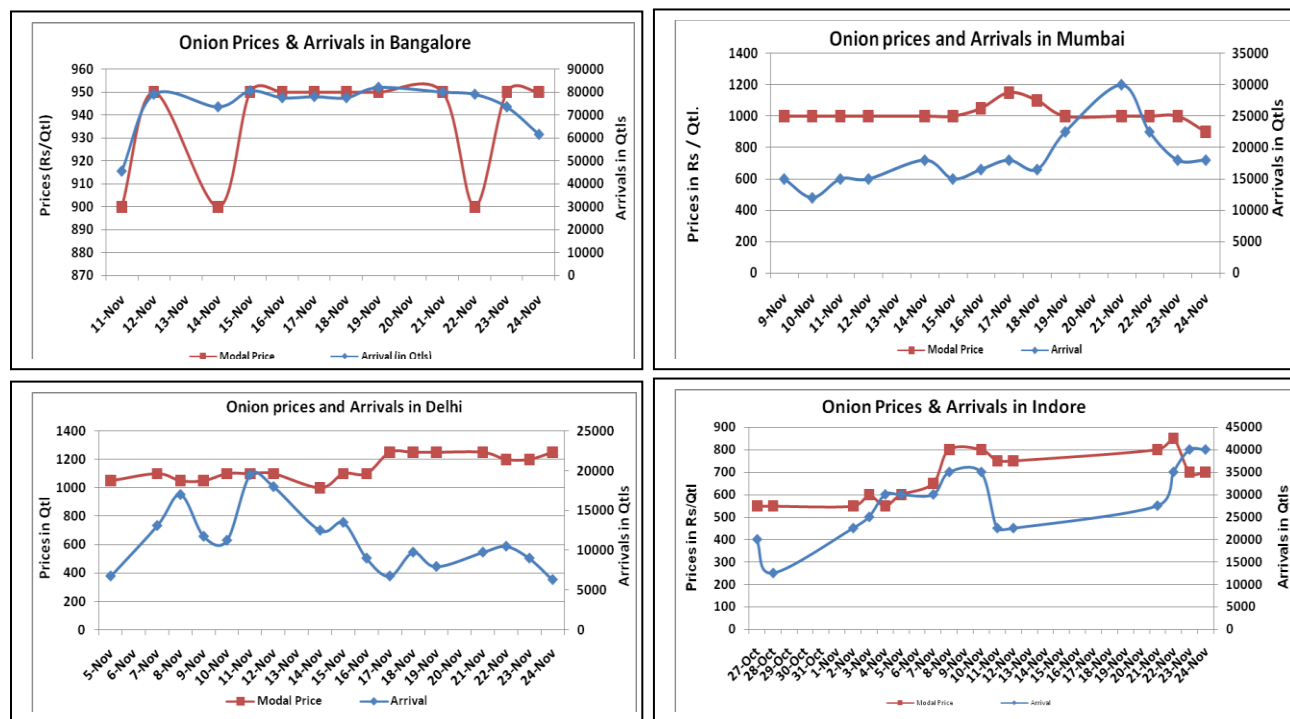 Onion Prices & Arrivals in Bangalore
Prices (Rs/Qtl)
960
950
940
930
920
910
900
890
880
870
90000
80000
70000
60000
50000
40000
30000
20000
10000
0
Arrivals in Qtls
11-Nov
12-Nov
13-Nov
14-Nov
15-Nov
16-Nov
17-Nov
18-Nov
19-Nov
20-Nov
21-Nov
22-Nov
23-Nov
24-Nov
Modal Price
Arrival (in Qtls)
Onion prices and Arrivals in Mumbai
Prices in Rs / Qtl.
1400
1200
1000
800
600
400
200
0
35000
30000
25000
20000
15000
10000
5000
0
Arrivals in Qtls
9-Nov
10-Nov
11-Nov
12-Nov
13-Nov
14-Nov
15-Nov
16-Nov
17-Nov
18-Nov
19-Nov
20-Nov
21-Nov
22-Nov
23-Nov
24-Nov
Modal Price
Arrival
Onion prices and Arrivals in Delhi
Prices in Qtl
1400
1200
1000
800
600
400
200
0
25000
20000
15000
10000
5000
0
Arrivals in Qtls
5-Nov
6-Nov
7-Nov
8-Nov
9-Nov
10-Nov
11-Nov
12-Nov
13-Nov
14-Nov
15-Nov
16-Nov
17-Nov
18-Nov
19-Nov
20-Nov
21-Nov
22-Nov
23-Nov
24-Nov
Modal Price
Arrival
Onion Prices & Arrivals in Indore
Prices in Rs/Qtl
900
800
700
600
500
400
300
200
100
0
45000
40000
35000
30000
25000
20000
15000
10000
5000
0
Arrivals in Qtls
27-Oct
28-Oct
29-Oct
30-Oct
31-Oct
1-Nov
2-Nov
3-Nov
4-Nov
5-Nov
6-Nov
7-Nov
8-Nov
9-Nov
10-Nov
11-Nov
12-Nov
13-Nov
14-Nov
15-Nov
16-Nov
17-Nov
18-Nov
19-Nov
20-Nov
21-Nov
22-Nov
23-Nov
24-Nov
Modal Price
Arrival